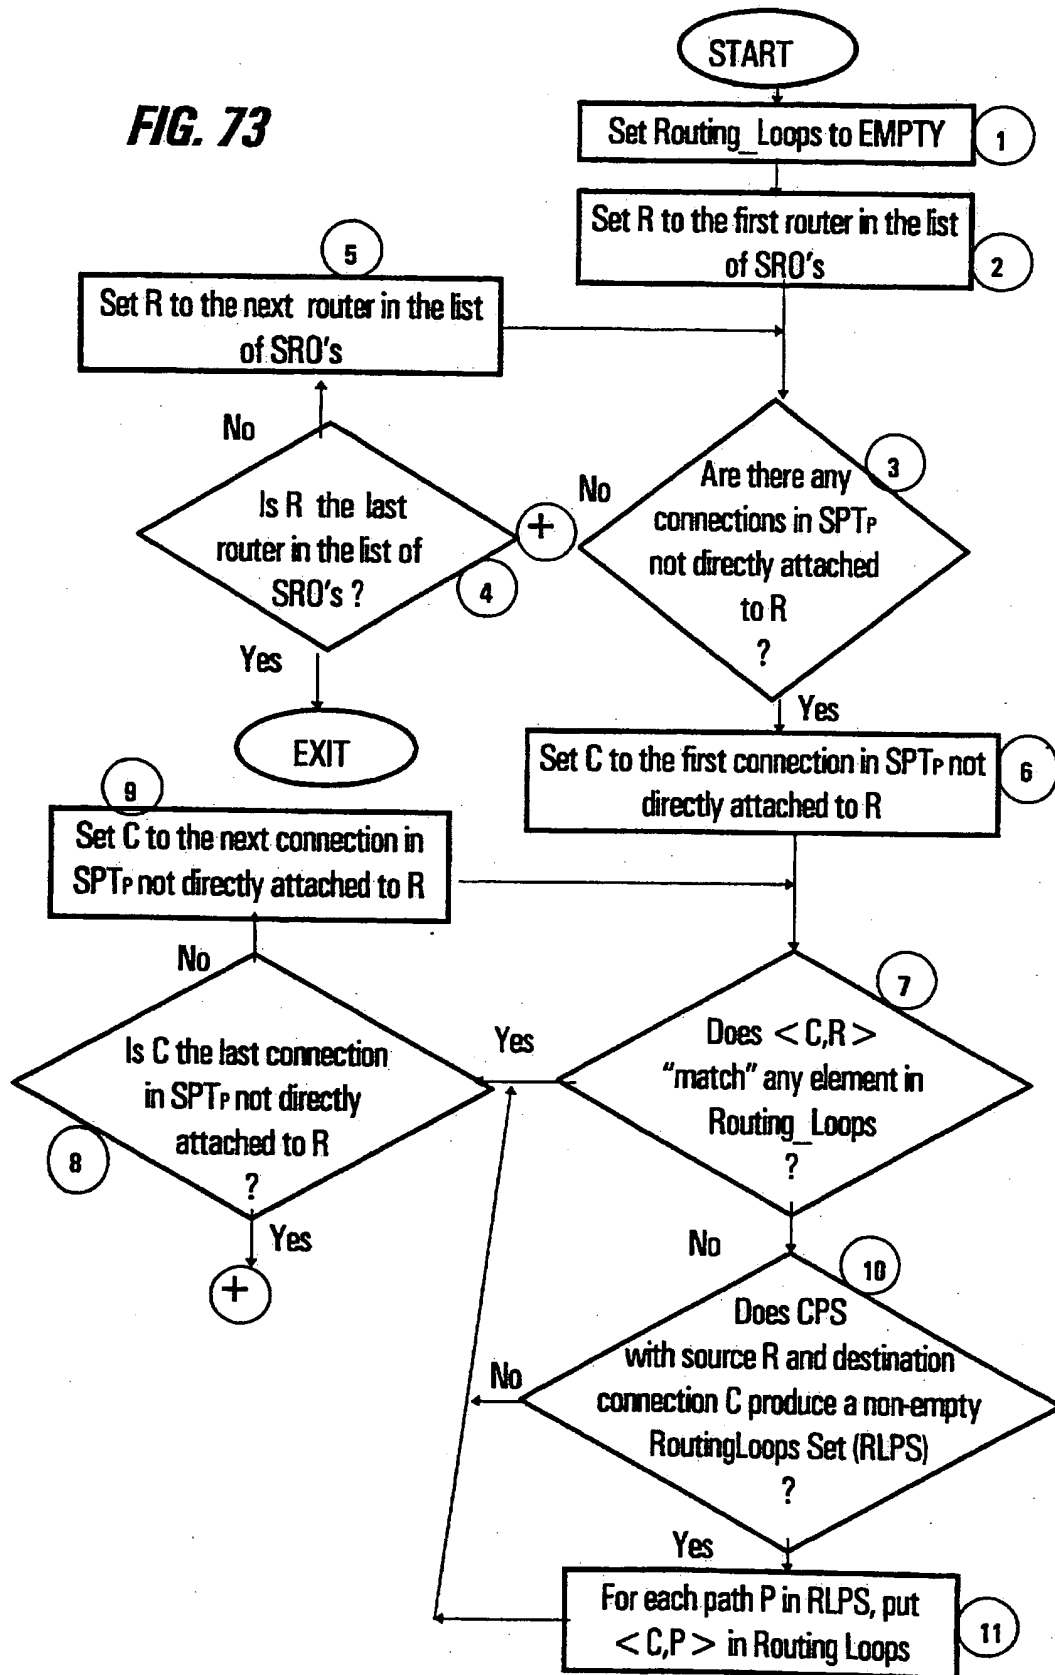 START
FIG. 73
Set Routing_Loops to EMPTY
1
Set R to the first router in the list
of SRO's
2
5
Set R to the next router in the list
of SRO's
No
Is R the last
router in the list of
SRO's ?
4
+
No
3
Are there any
connections in SPTP
not directly attached
to R
?
Yes
Yes
EXIT
Set C to the first connection in SPTP not
directly attached to R
6
9
Set C to the next connection in
SPTP not directly attached to R
No
Is C the last connection
in SPTP not directly
attached to R
?
8
Yes
+
Yes
7
Does <C,R>
"match" any element in
Routing_Loops
?
No
10
Does CPS
with source R and destination
connection C produce a non-empty
RoutingLoops Set (RLPS)
?
No
Yes
For each path P in RLPS, put
<C,P> in Routing Loops
11